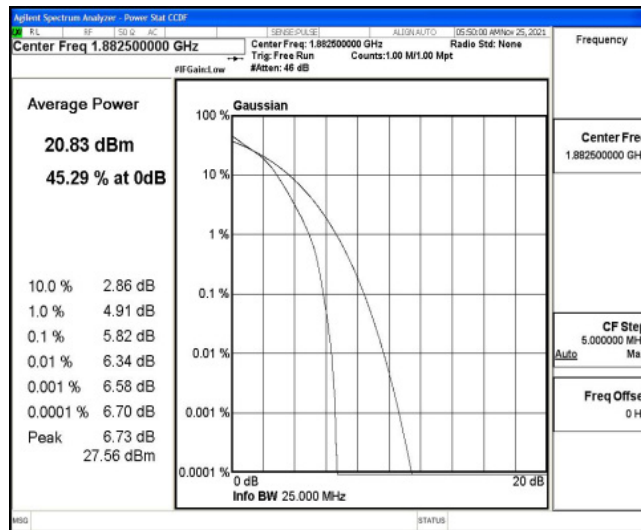 Agilent Spectrum Analyzer - Power Stat CCDF
RL RF 50 Ω AC SENSE:PULSE ALIGN AUTO 05:50:00 AM Nov 25, 2021
Center Freq 1.882500000 GHz
Center Freq: 1.882500000 GHz Radio Std: None
Trig: Free Run Counts:1.00 M/1.00 Mpt
#IFGain:Low #Atten: 46 dB
Frequency
Average Power
20.83 dBm
45.29 % at 0dB
10.0 % 2.86 dB
1.0 % 4.91 dB
0.1 % 5.82 dB
0.01 % 6.34 dB
0.001 % 6.58 dB
0.0001 % 6.70 dB
Peak 6.73 dB
27.56 dBm
Gaussian
100 %
10 %
1 %
0.1 %
0.01 %
0.001 %
0.0001 %
0 dB 20 dB
Info BW 25.000 MHz
Center Fre
1.882500000 GH
CF Step
5.000000 MH
Auto Ma
Freq Offse
0 H
MSG STATUS